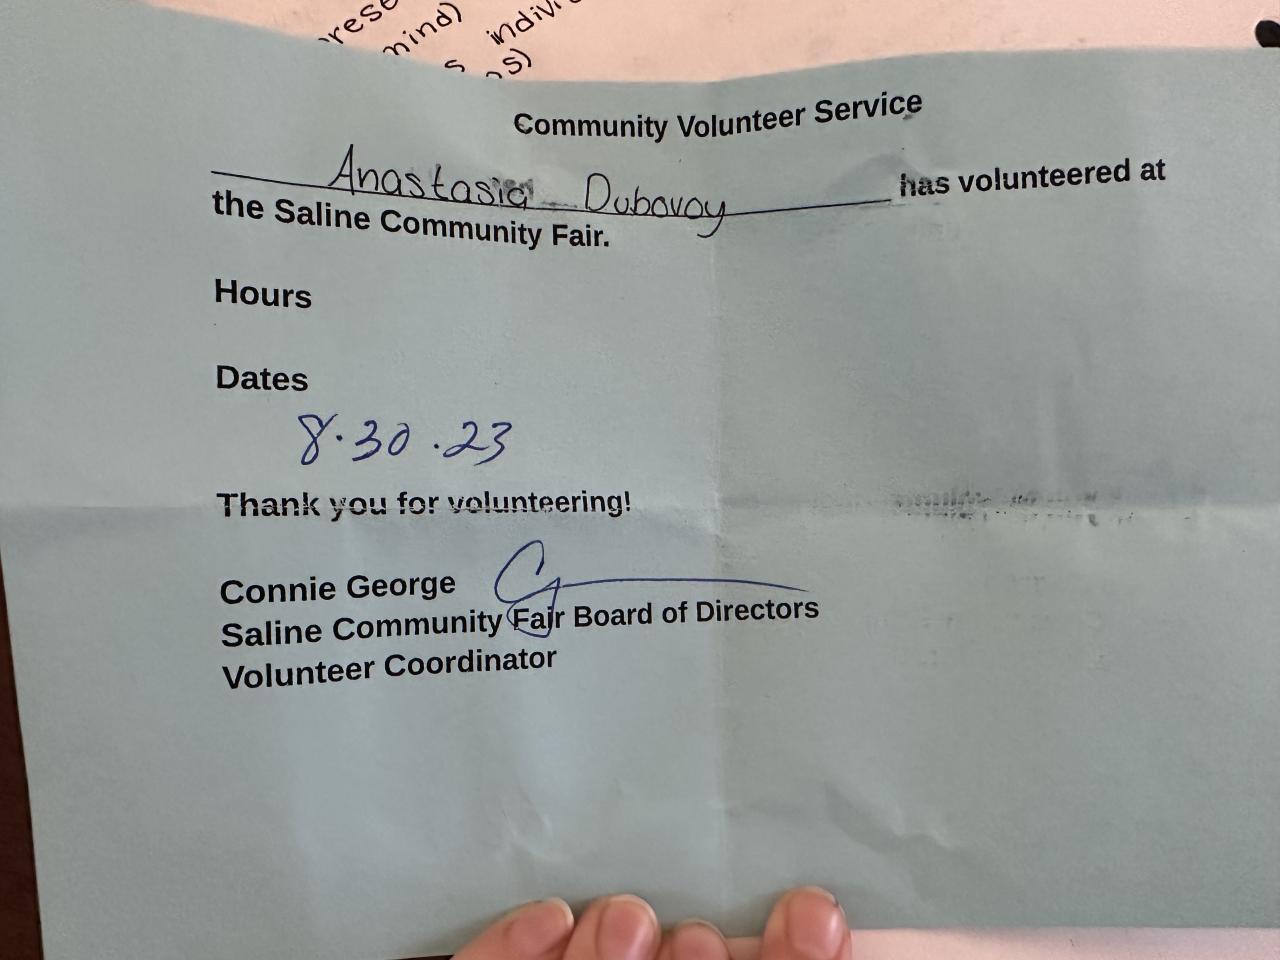 mind)
Community Volunteer Service
Anastasia Dubovoy has volunteered at
the Saline Community Fair.
Hours
Dates
8.30.23
Thank you for volunteering!
Connie George
Saline Community Fair Board of Directors
Volunteer Coordinator